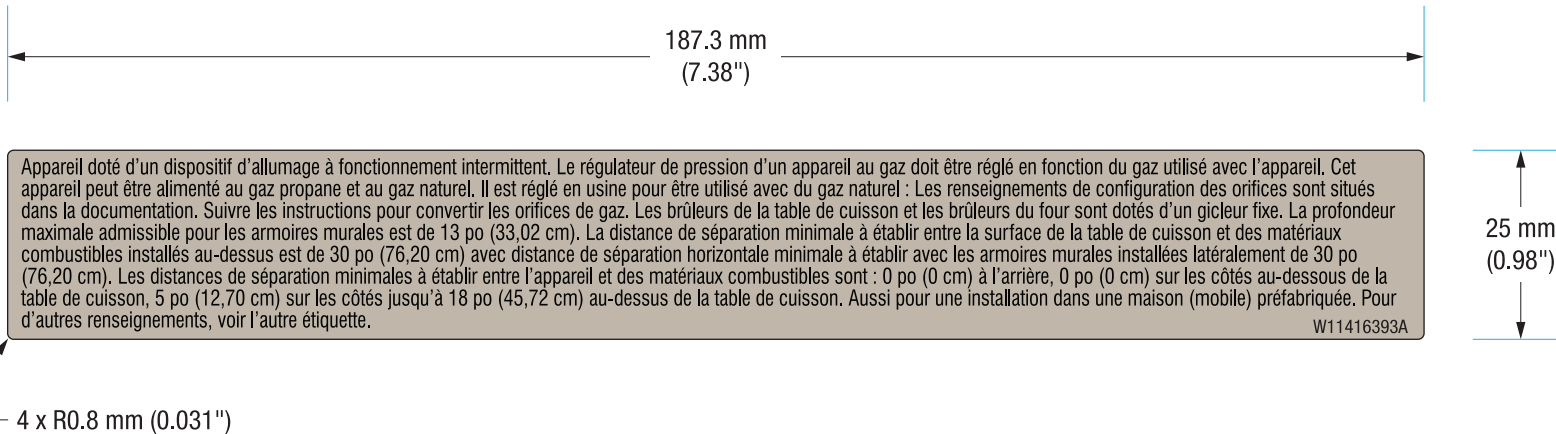 187.3 mm
(7.38")
Appareil doté d'un dispositif d'allumage à fonctionnement intermittent. Le régulateur de pression d'un appareil au gaz doit être réglé en fonction du gaz utilisé avec l'appareil. Cet
appareil peut être alimenté au gaz propane et au gaz naturel. Il est réglé en usine pour être utilisé avec du gaz naturel : Les renseignements de configuration des orifices sont situés
dans la documentation. Suivre les instructions pour convertir les orifices de gaz. Les brûleurs de la table de cuisson et les brûleurs du four sont dotés d'un gicleur fixe. La profondeur
maximale admissible pour les armoires murales est de 13 po (33,02 cm). La distance de séparation minimale à établir entre la surface de la table de cuisson et des matériaux
combustibles installés au-dessus est de 30 po (76,20 cm) avec distance de séparation horizontale minimale à établir avec les armoires murales installées latéralement de 30 po
(76,20 cm). Les distances de séparation minimales à établir entre l'appareil et des matériaux combustibles sont : 0 po (0 cm) à l'arrière, 0 po (0 cm) sur les côtés au-dessous de la
table de cuisson, 5 po (12,70 cm) sur les côtés jusqu'à 18 po (45,72 cm) au-dessus de la table de cuisson. Aussi pour une installation dans une maison (mobile) préfabriquée. Pour
d'autres renseignements, voir l'autre étiquette.
W11416393A
25 mm
(0.98")
4 x R0.8 mm (0.031")